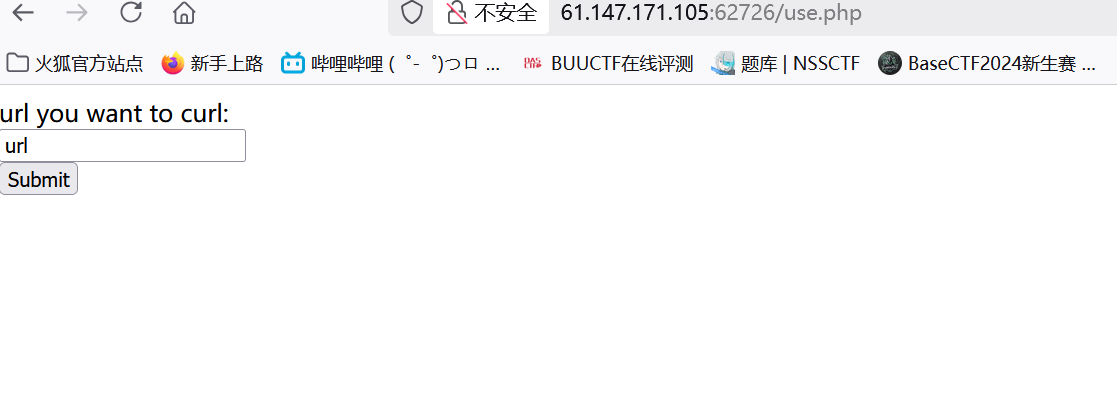 不安全 61.147.171.105:62726/use.php
火狐官方站点 新手上路 哔哩哔哩 ( ゜- ゜)つロ ... BUUCTF在线评测 题库 | NSSCTF BaseCTF2024新生赛 ...
url you want to curl:
url
Submit